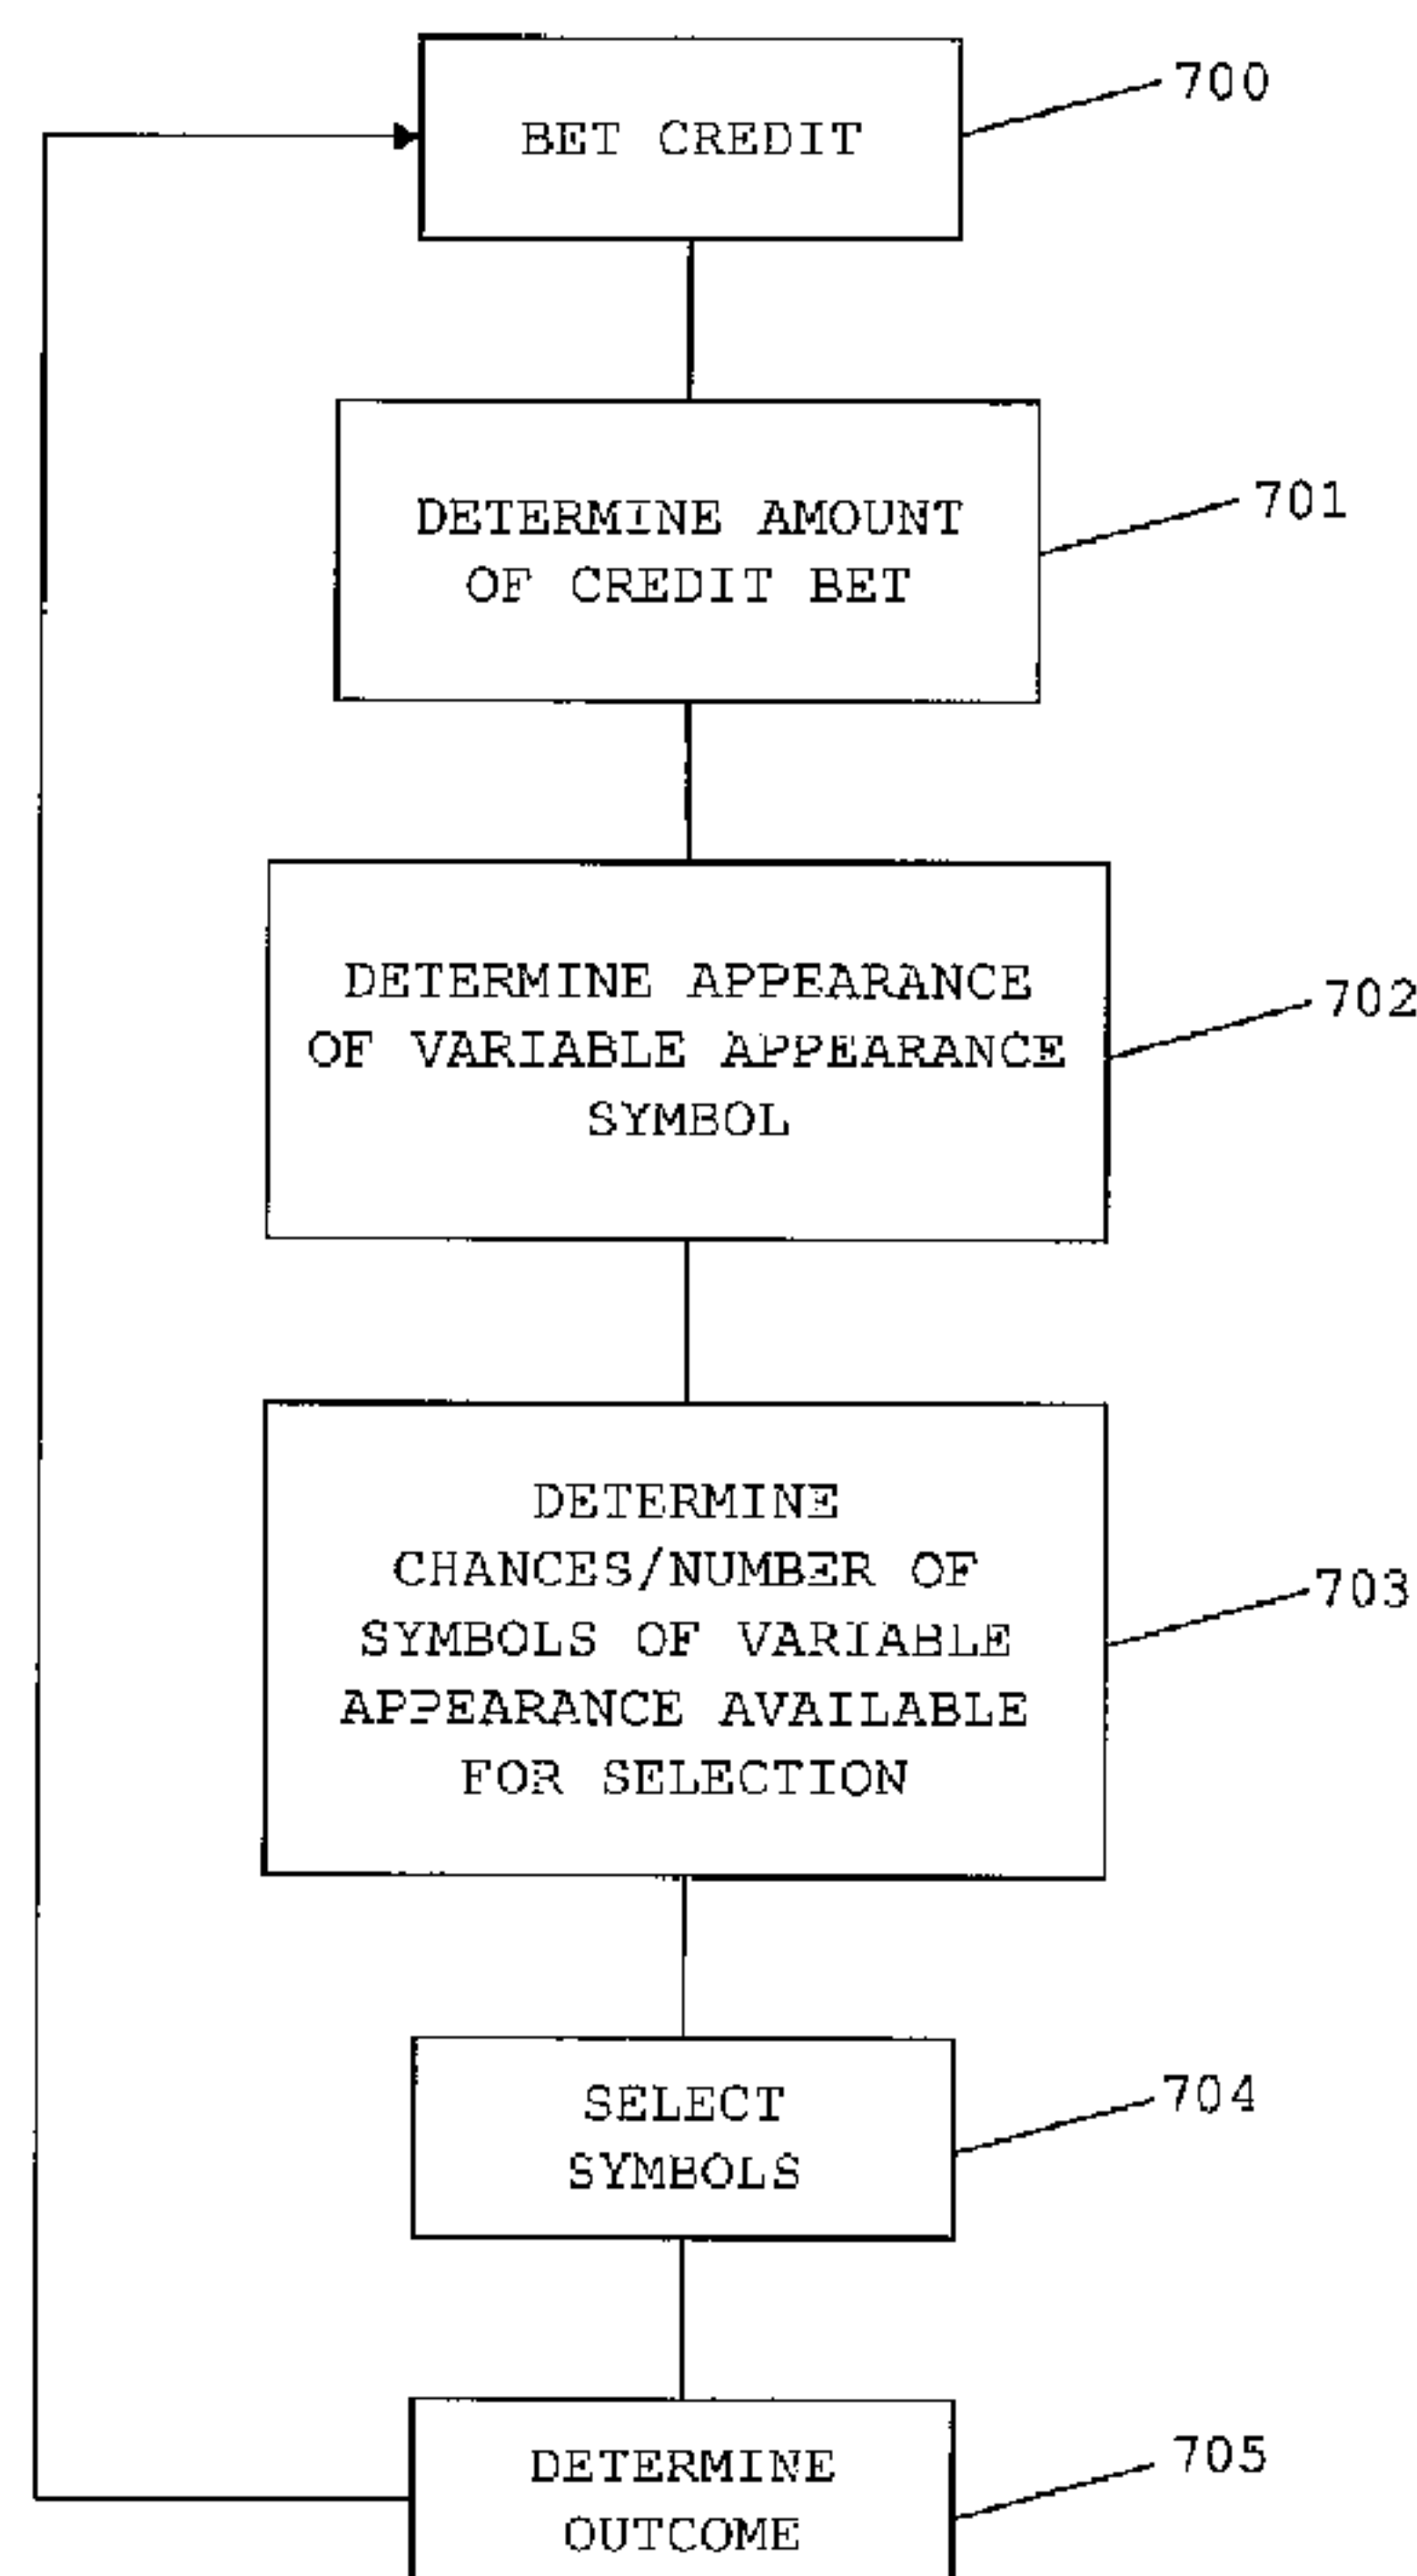 BET CREDIT
700
DETERMINE AMOUNT
OF CREDIT BET
701
DETERMINE APPEARANCE
OF VARIABLE APPEARANCE
SYMBOL
702
DETERMINE
CHANCES/NUMBER OF
SYMBOLS OF VARIABLE
APPEARANCE AVAILABLE
FOR SELECTION
703
SELECT
SYMBOLS
704
DETERMINE
OUTCOME
705